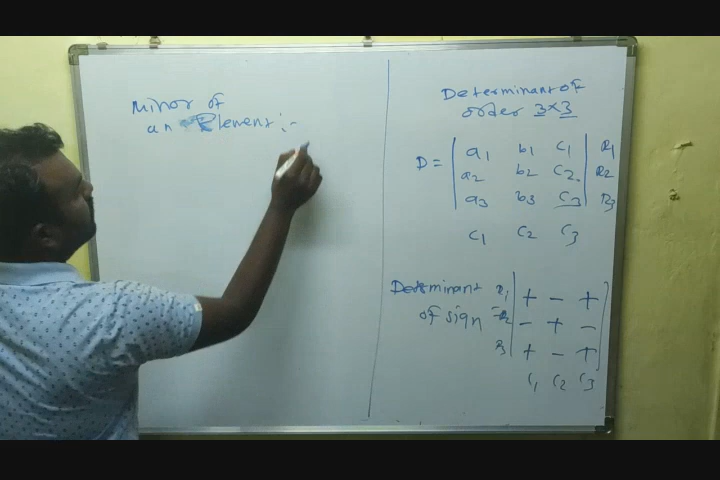 Minor of
an Element :-
Determinant of
order 3×3
D = | a1 b1 c1 | R1
| a2 b2 c2 | R2
| a3 b3 c3 | R3
C1 C2 C3
Determinant of sign
R1 | + - + |
R2 | - + - |
R3 | + - + |
C1 C2 C3